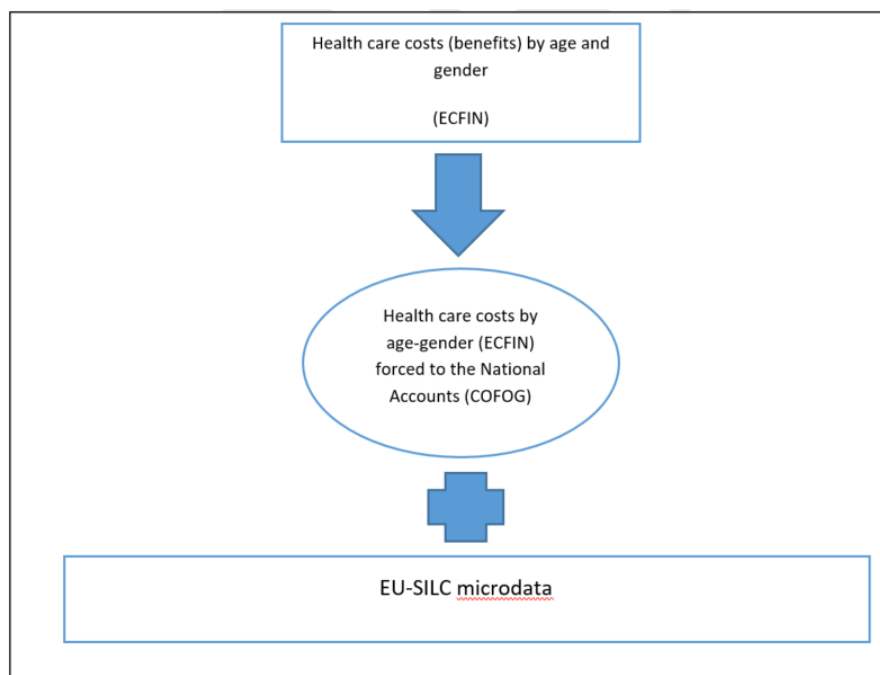 Health care costs (benefits) by age and
gender
(ECFIN)
Health care costs by
age-gender (ECFIN)
forced to the National
Accounts (COFOG)
EU-SILC microdata